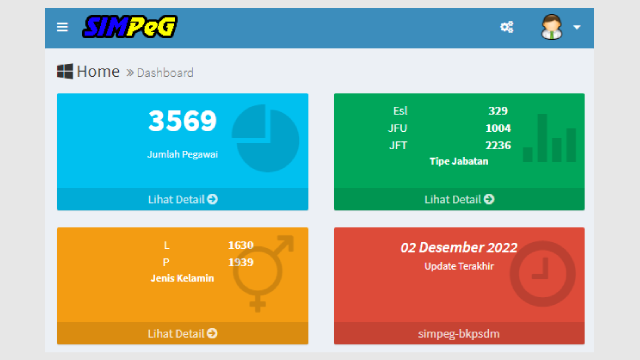 SIMPeG
Home » Dashboard
3569
Jumlah Pegawai
Lihat Detail
Esl 329
JFU 1004
JFT 2236
Tipe Jabatan
Lihat Detail
L 1630
P 1939
Jenis Kelamin
Lihat Detail
02 Desember 2022
Update Terakhir
simpeg-bkpsdm